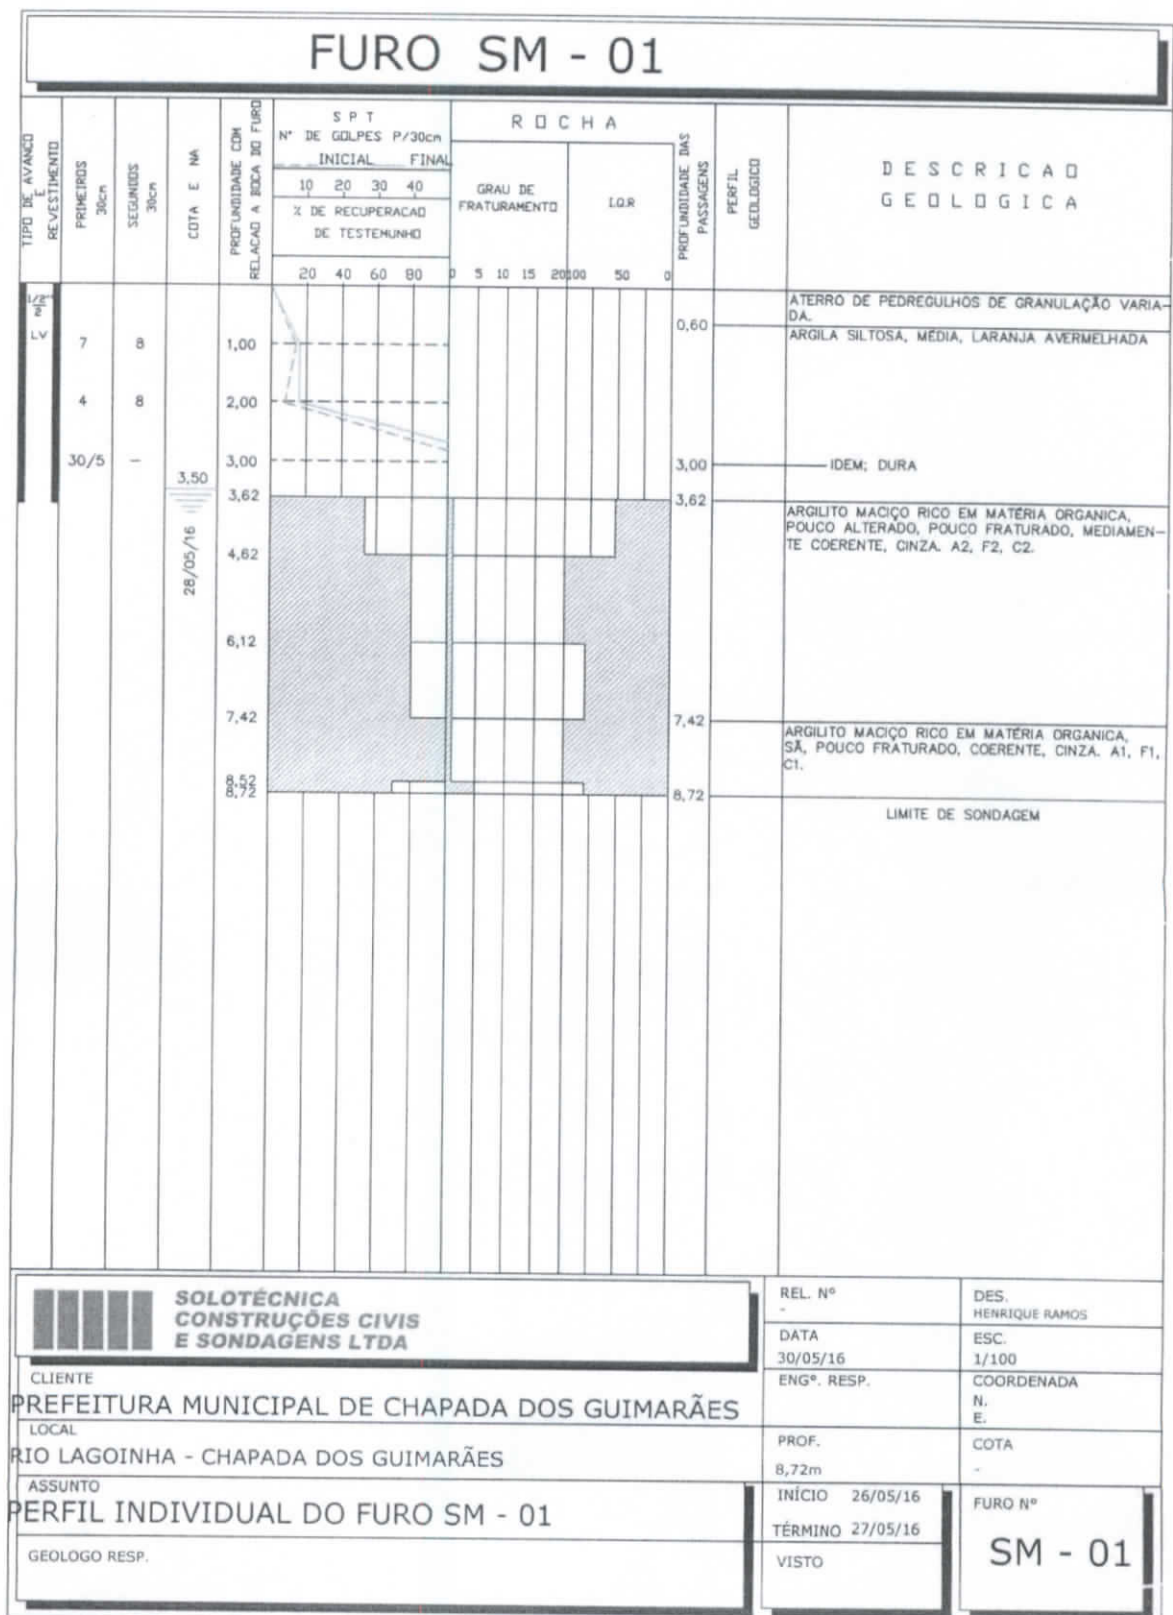 FURO SM - 01
TIPO DE AVANCO
E
REVESTIMENTO
PRIMEIROS
30cm
SEGUNDOS
30cm
COTA E NA
PROFUNDIDADE COM
RELACAO A BOCA DO FURO
S P T
N° DE GOLPES P/30cm
INICIAL FINAL
10 20 30 40
% DE RECUPERACAO
DE TESTEMUNHO
20 40 60 80
R O C H A
GRAU DE
FRATURAMENTO
I.Q.R
0 5 10 15 20 100 50 0
PROFUNDIDADE DAS
PASSAGENS
PERFIL
GEOLOGICO
D E S C R I C A O
G E O L O G I C A
LV
7 8 1,00
4 8 2,00
30/5 - 3,00
3,50
28/05/16
3,62
4,62
6,12
7,42
8,52
8,72
0,60
3,00
3,62
7,42
8,72
ATERRO DE PEDREGULHOS DE GRANULAÇÃO VARIA-
DA.
ARGILA SILTOSA, MÉDIA, LARANJA AVERMELHADA
IDEM; DURA
ARGILITO MACIÇO RICO EM MATÉRIA ORGANICA,
POUCO ALTERADO, POUCO FRATURADO, MEDIAMEN-
TE COERENTE, CINZA. A2, F2, C2.
ARGILITO MACIÇO RICO EM MATÉRIA ORGANICA,
SÃ, POUCO FRATURADO, COERENTE, CINZA. A1, F1,
C1.
LIMITE DE SONDAGEM
SOLOTÉCNICA
CONSTRUÇÕES CIVIS
E SONDAGENS LTDA
CLIENTE
PREFEITURA MUNICIPAL DE CHAPADA DOS GUIMARÃES
LOCAL
RIO LAGOINHA - CHAPADA DOS GUIMARÃES
ASSUNTO
PERFIL INDIVIDUAL DO FURO SM - 01
GEOLOGO RESP.
REL. Nº
-
DES.
HENRIQUE RAMOS
DATA
30/05/16
ESC.
1/100
ENGº. RESP.
COORDENADA
N.
E.
PROF.
8,72m
COTA
-
INÍCIO 26/05/16
TÉRMINO 27/05/16
VISTO
FURO Nº
SM - 01